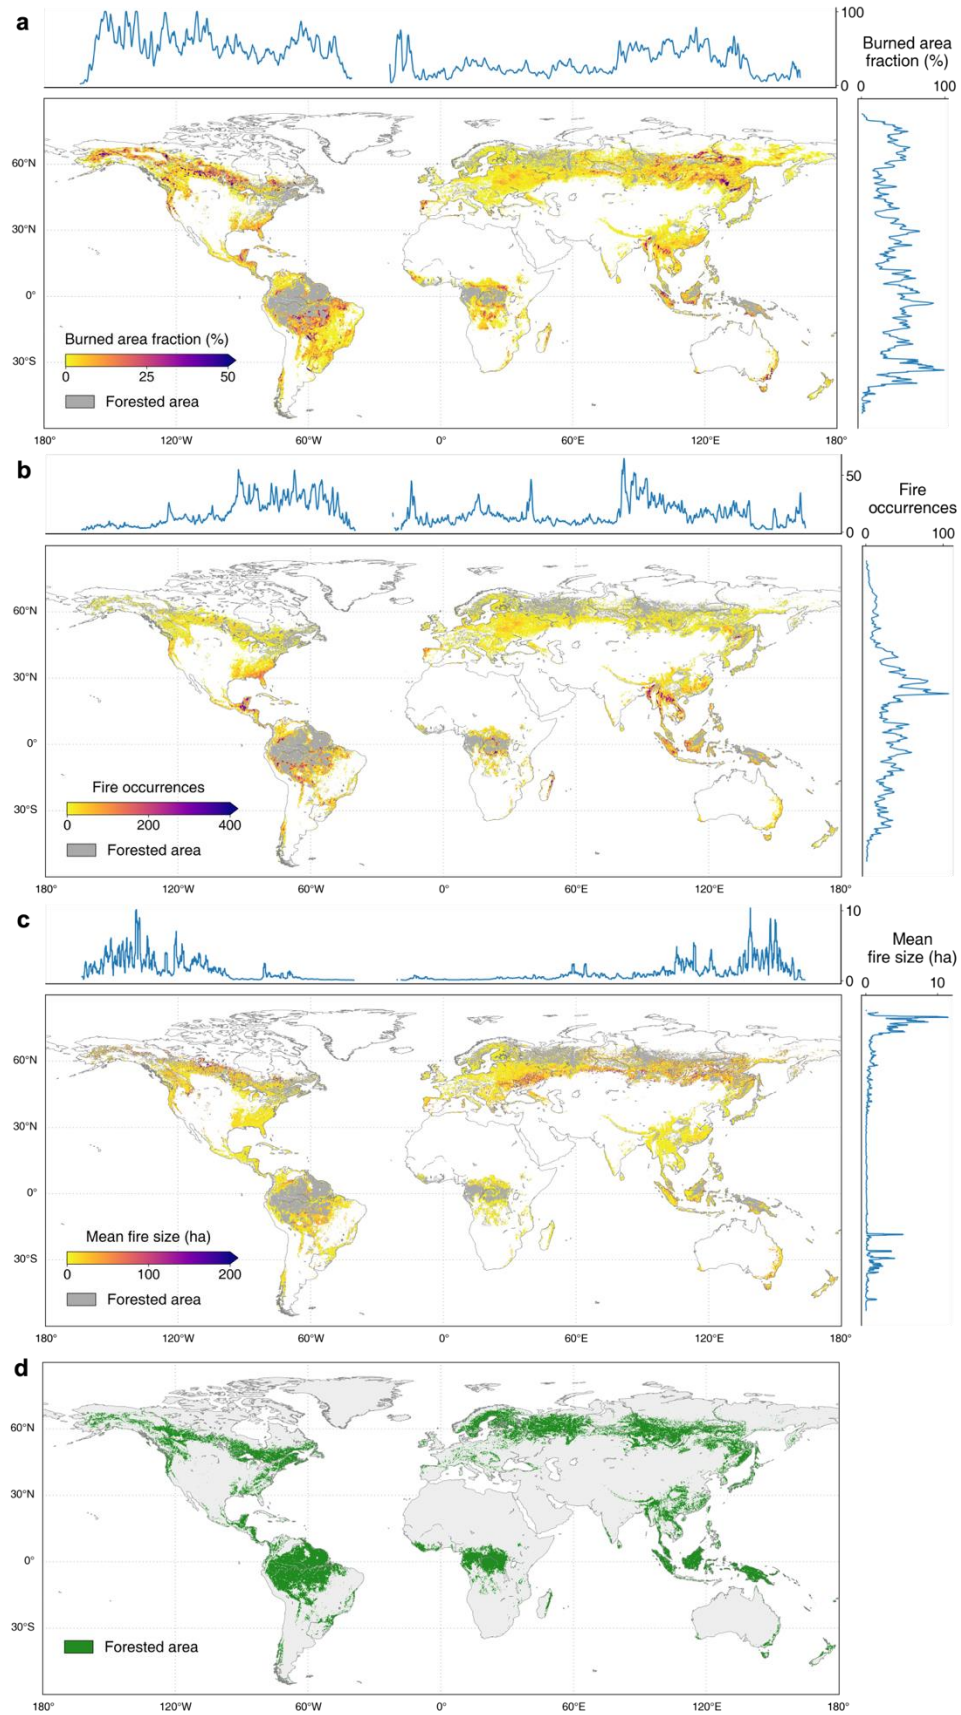 a
100
0
Burned area
fraction (%)
0 100
60°N
30°N
0°
30°S
Burned area fraction (%)
0 25 50
Forested area
180° 120°W 60°W 0° 60°E 120°E 180°
b
50
0
Fire
occurrences
0 100
60°N
30°N
0°
30°S
Fire occurrences
0 200 400
Forested area
180° 120°W 60°W 0° 60°E 120°E 180°
c
10
0
Mean
fire size (ha)
0 10
60°N
30°N
0°
30°S
Mean fire size (ha)
0 100 200
Forested area
180° 120°W 60°W 0° 60°E 120°E 180°
d
60°N
30°N
0°
30°S
Forested area
180° 120°W 60°W 0° 60°E 120°E 180°